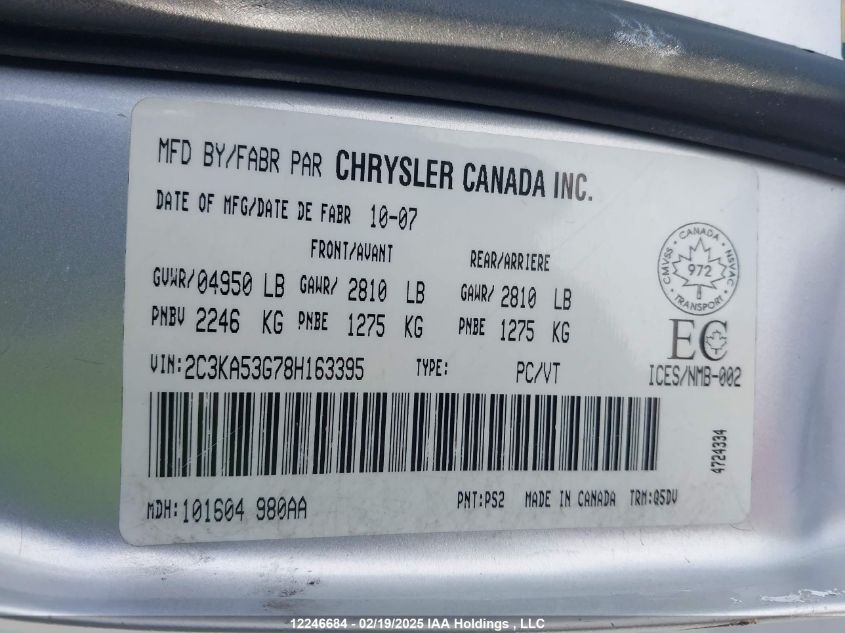 MFD BY/FABR PAR CHRYSLER CANADA INC.
DATE OF MFG/DATE DE FABR 10-07
FRONT/AVANT REAR/ARRIERE
GVWR/04950 LB GAWR/ 2810 LB GAWR/ 2810 LB
PNBV 2246 KG PNBE 1275 KG PNBE 1275 KG
VIN:2C3KA53G78H163395 TYPE: PC/VT
CANADA
CMVSS
NSVAC
972
TRANSPORT
EC
ICES/NMB-002
4724334
MDH:101604 980AA PNT:PS2 MADE IN CANADA TRM:Q5DV
12246684 - 02/19/2025 IAA Holdings , LLC